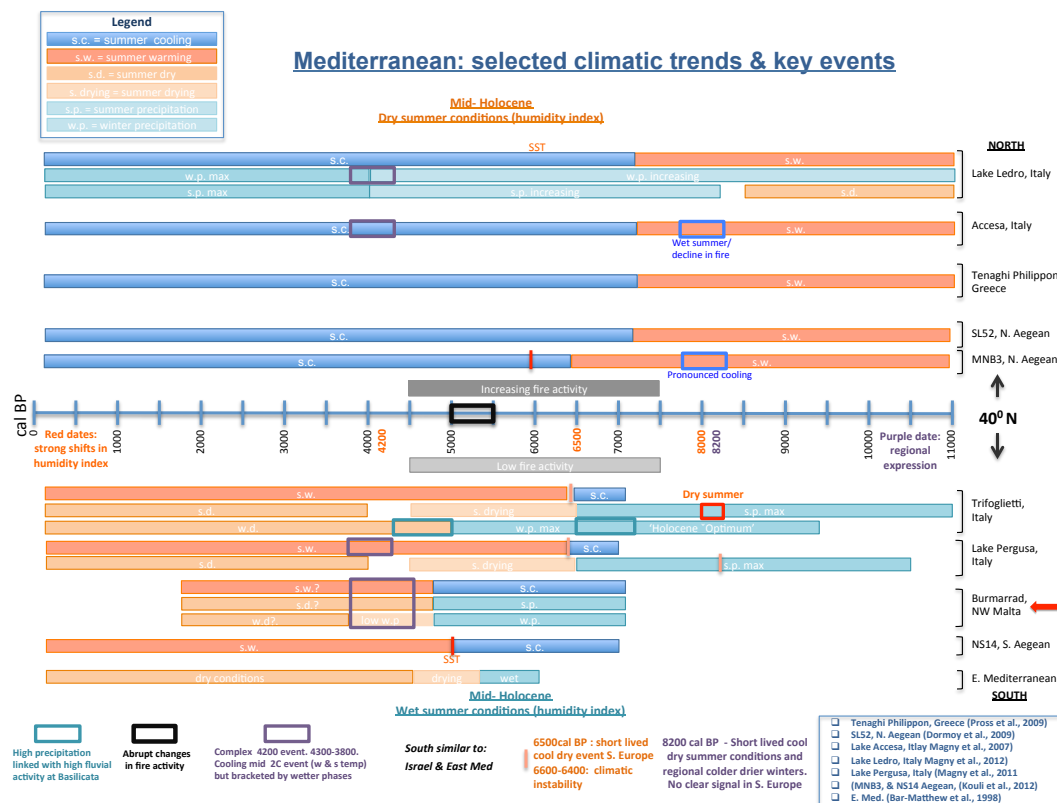 Legend
s.c. = summer cooling
s.w. = summer warming
s.d. = summer dry
s. drying = summer drying
s.p. = summer precipitation
w.p. = winter precipitation
Mediterranean: selected climatic trends & key events
Mid- Holocene
Dry summer conditions (humidity index)
SST
NORTH
s.c.
s.w.
w.p. max
w.p. increasing
Lake Ledro, Italy
s.p. max
s.p. increasing
s.d.
s.c.
s.w.
Accesa, Italy
Wet summer/
decline in fire
s.c.
s.w.
Tenaghi Philippon,
Greece
s.c.
s.w.
SL52, N. Aegean
s.c.
s.w.
MNB3, N. Aegean
Pronounced cooling
Increasing fire activity
cal BP
40⁰ N
0
1000
2000
3000
4000
4200
5000
6000
6500
7000
8000
8200
9000
10000
11000
Red dates:
strong shifts in
humidity index
Purple date:
regional
expression
Low fire activity
s.w.
s.c.
Dry summer
s.d.
s. drying
s.p. max
Trifoglietti,
Italy
w.d.
w.p. max
'Holocene `Optimum'
s.w.
s.c.
Lake Pergusa,
Italy
s.d.
s. drying
s.p. max
s.w.?
s.c.
s.d.?
s.p.
Burmarrad,
NW Malta
w.d?.
low w.p
w.p.
s.w.
s.c.
NS14, S. Aegean
SST
dry conditions
drying
wet
E. Mediterranean
SOUTH
Mid- Holocene
Wet summer conditions (humidity index)
High precipitation
linked with high fluvial
activity at Basilicata
Abrupt changes
in fire activity
Complex 4200 event. 4300-3800.
Cooling mid 2C event (w & s temp)
but bracketed by wetter phases
South similar to:
Israel & East Med
6500cal BP : short lived
cool dry event S. Europe
6600-6400: climatic
instability
8200 cal BP - Short lived cool
dry summer conditions and
regional colder drier winters.
No clear signal in S. Europe
Tenaghi Philippon, Greece (Pross et al., 2009)
SL52, N. Aegean (Dormoy et al., 2009)
Lake Accesa, Itlay Magny et al., 2007)
Lake Ledro, Italy Magny et al., 2012)
Lake Pergusa, Italy (Magny et al., 2011
(MNB3, & NS14 Aegean, (Kouli et al., 2012)
E. Med. (Bar-Matthew et al., 1998)